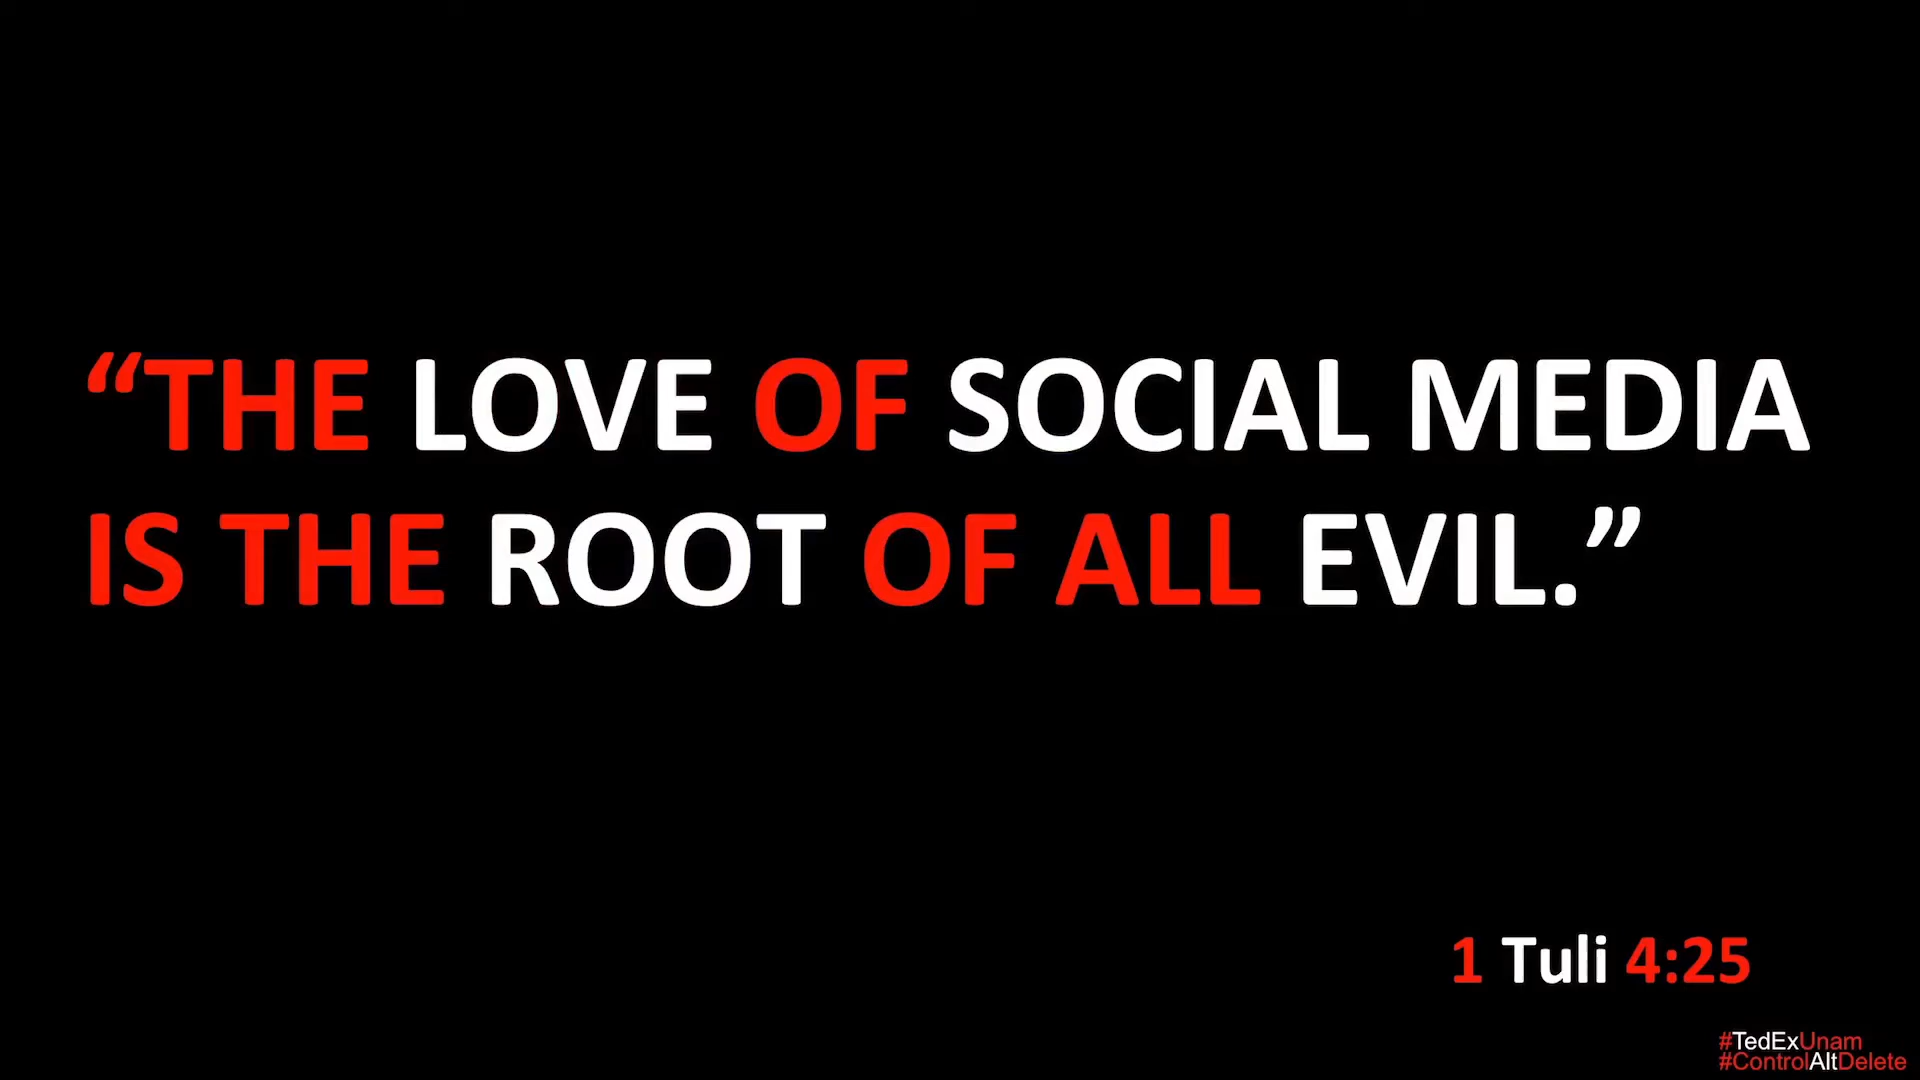 “THE LOVE OF SOCIAL MEDIA
IS THE ROOT OF ALL EVIL.”
1 Tuli 4:25
#TedExUnam
#ControlAltDelete